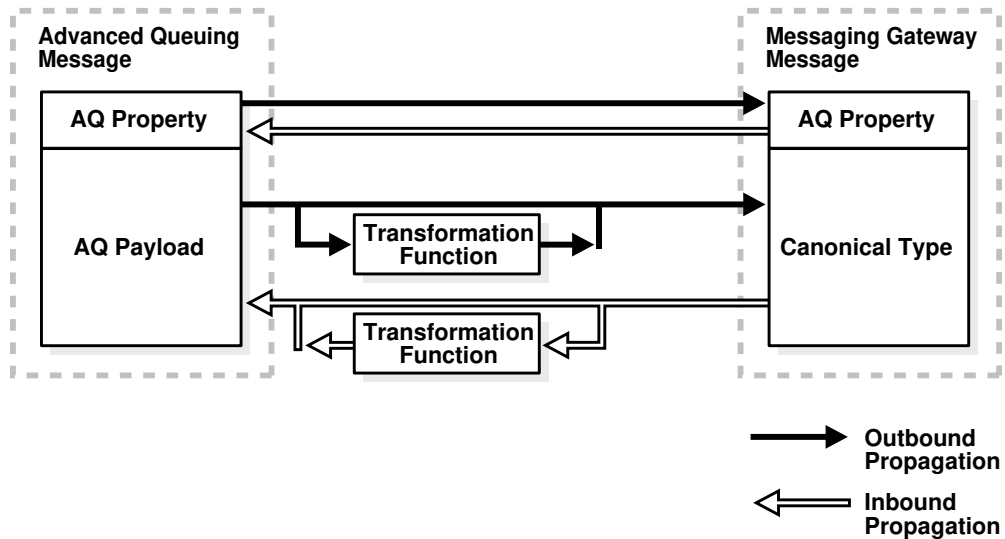 Advanced Queuing
Message
Messaging Gateway
Message
AQ Property
AQ Property
AQ Payload
Transformation
Function
Canonical Type
Transformation
Function
Outbound
Propagation
Inbound
Propagation